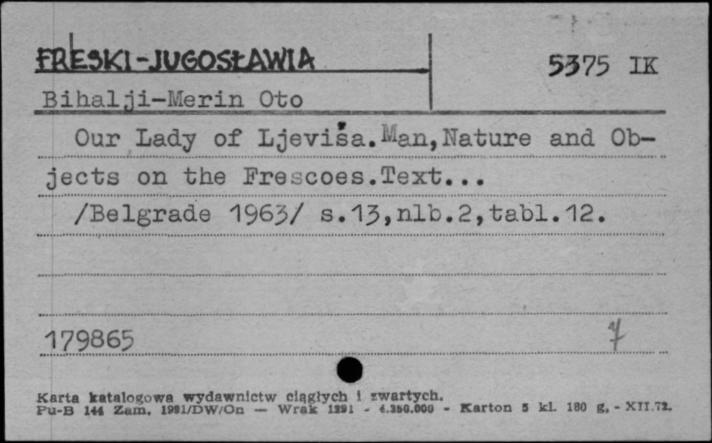 FRESKI-JUGOSŁAWIA
5375 IK
Bihalji-Merin Oto
Our Lady of Ljeviša. Man, Nature and Ob-
jects on the Frescoes.Text...
/Belgrade 1963/ s.13,nlb.2,tabl.12.
179865
7
Karta katalogowa wydawnictw ciągłych i zwartych.
Pu-B 144 Zam. 1991/DW/On — Wrak 1291 - 4.350.000 - Karton 5 kl. 180 g. - XII.72.